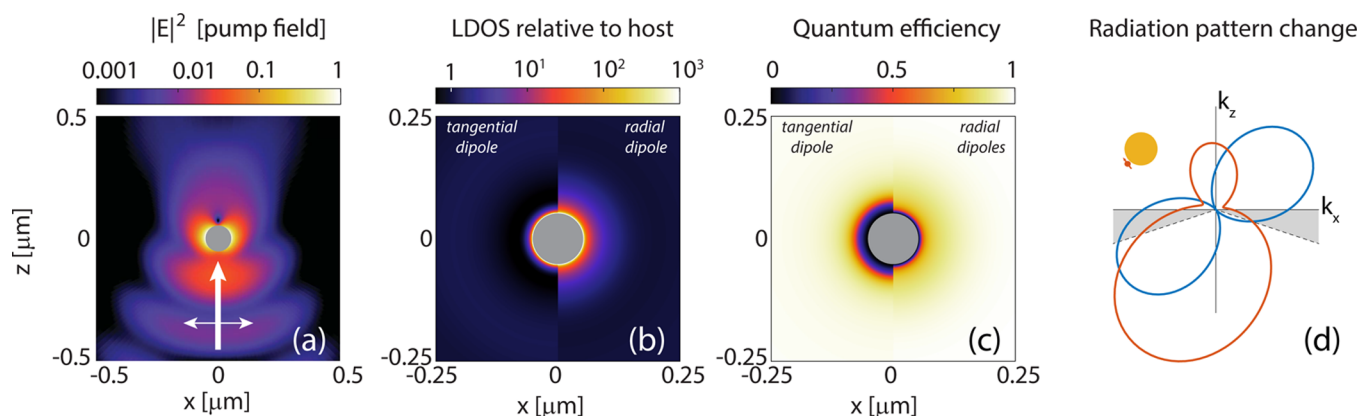 |E|² [pump field]
0.001 0.01 0.1 1
0.5
0
-0.5
z [µm]
-0.5 0 0.5
x [µm]
(a)
LDOS relative to host
1 10¹ 10² 10³
0.25
0
-0.25
tangential
dipole
radial
dipole
(b)
-0.25 0 0.25
x [µm]
Quantum efficiency
0 0.5 1
0.25
0
-0.25
tangential
dipole
radial
dipoles
(c)
-0.25 0 0.25
x [µm]
Radiation pattern change
k_z
k_x
(d)